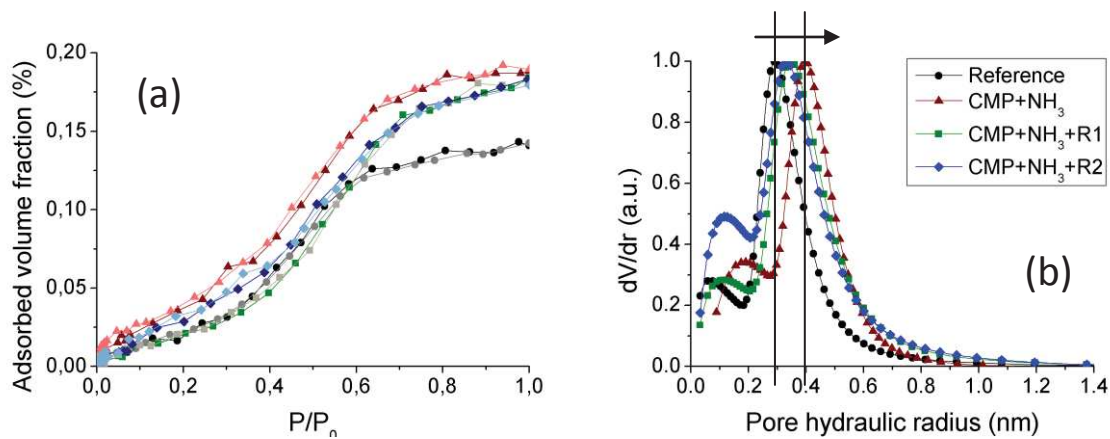 (a)
Adsorbed volume fraction (%)
0,20
0,15
0,10
0,05
0,00
0,0 0,2 0,4 0,6 0,8 1,0
P/P₀
(b)
dV/dr (a.u.)
1.0
0.8
0.6
0.4
0.2
0.0
0.0 0.2 0.4 0.6 0.8 1.0 1.2 1.4
Pore hydraulic radius (nm)
Reference
CMP+NH₃
CMP+NH₃+R1
CMP+NH₃+R2